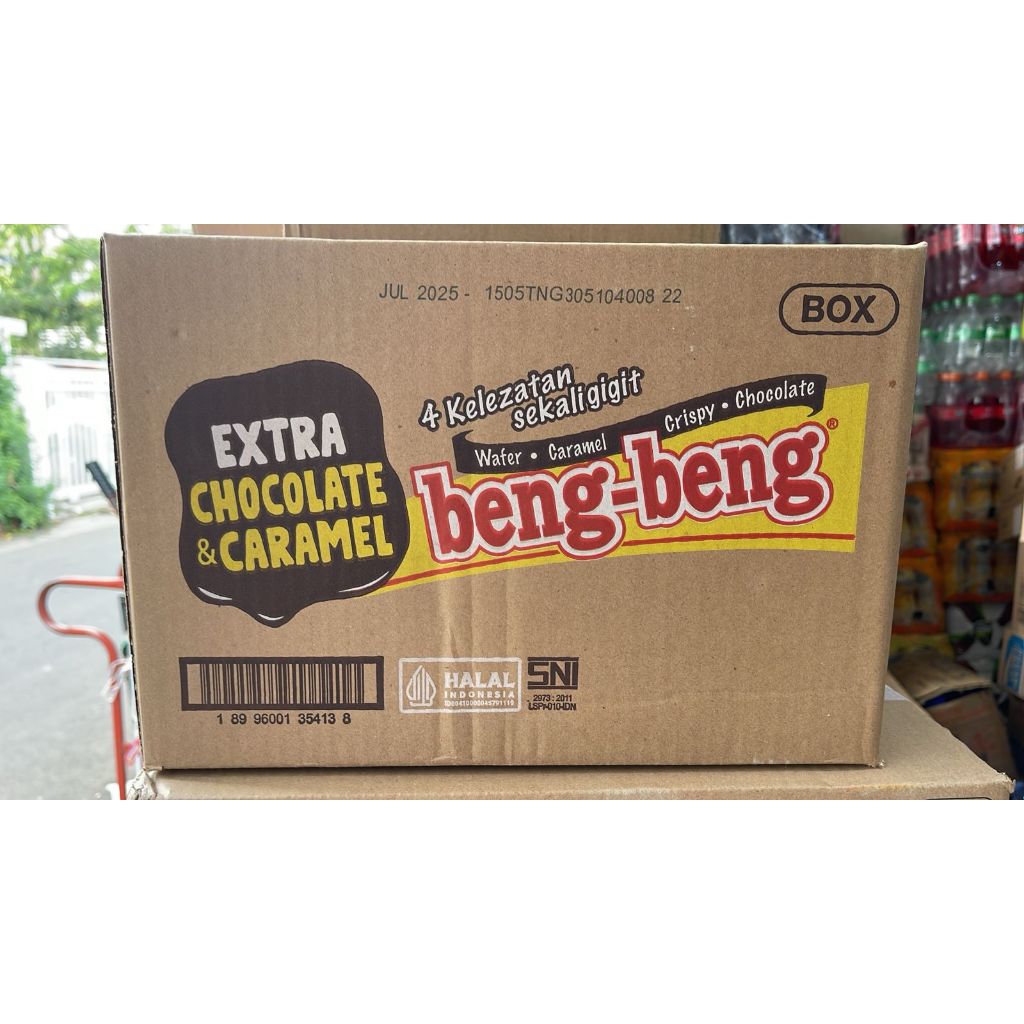 JUL 2025 - 1505TNG305104008 22
BOX
4 Kelezatan
sekaligigit
Wafer • Caramel Crispy • Chocolate
beng-beng®
EXTRA
CHOCOLATE
& CARAMEL
1 89 96001 35413 8
HALAL
INDONESIA
SNI
2973 : 2011